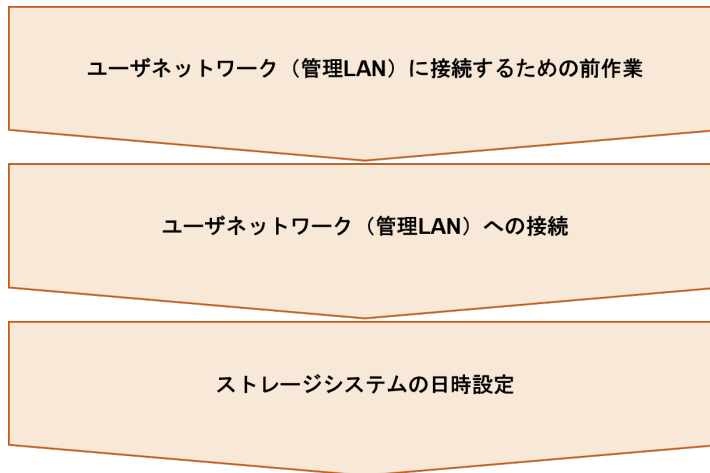 ユーザネットワーク（管理LAN）に接続するための前作業
ユーザネットワーク（管理LAN）への接続
ストレージシステムの日時設定